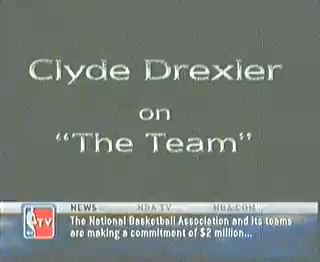 Clyde Drexler
on
"The Team"
NEWS NBA TV NBA.COM
TV
The National Basketball Association and its teams
are making a commitment of $2 million...